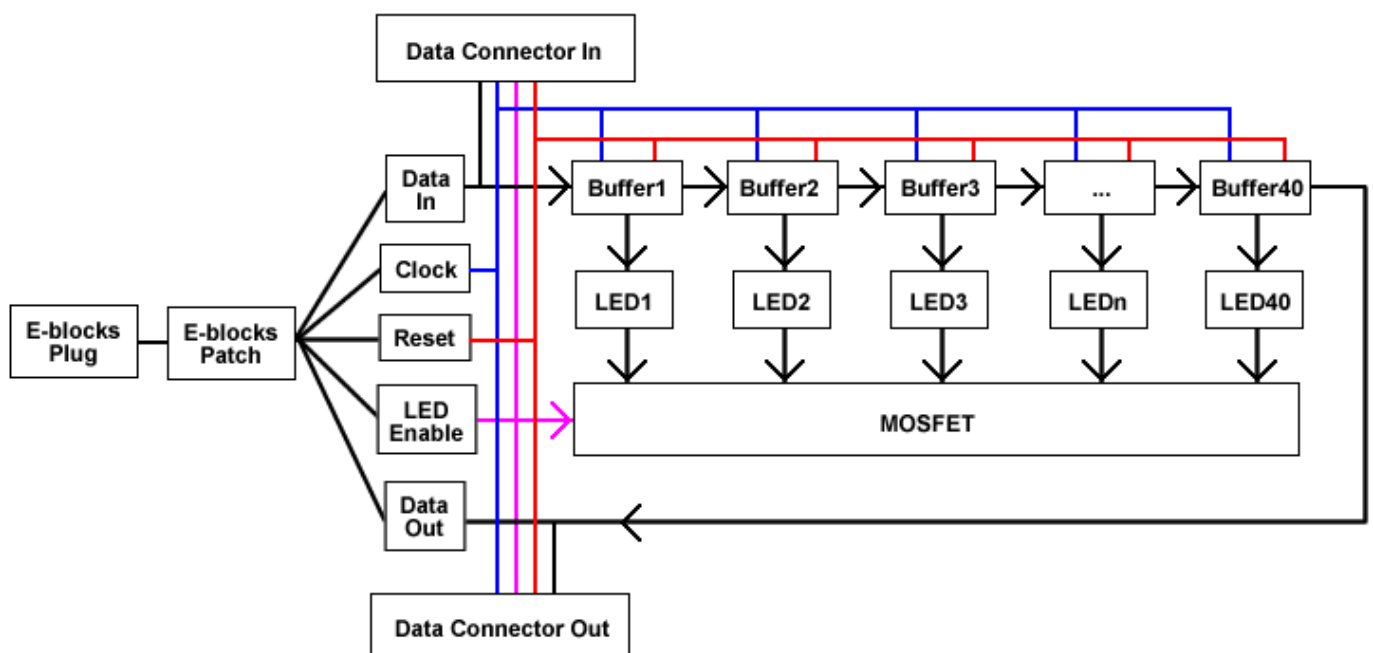 Data Connector In
Data
In
Buffer1
Buffer2
Buffer3
...
Buffer40
Clock
LED1
LED2
LED3
LEDn
LED40
E-blocks
Plug
E-blocks
Patch
Reset
LED
Enable
MOSFET
Data
Out
Data Connector Out